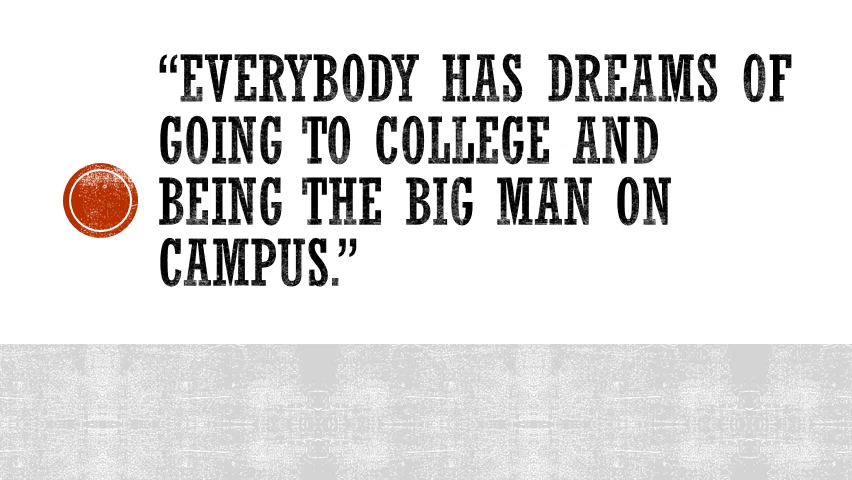 “EVERYBODY HAS DREAMS OF
GOING TO COLLEGE AND
BEING THE BIG MAN ON
CAMPUS.”